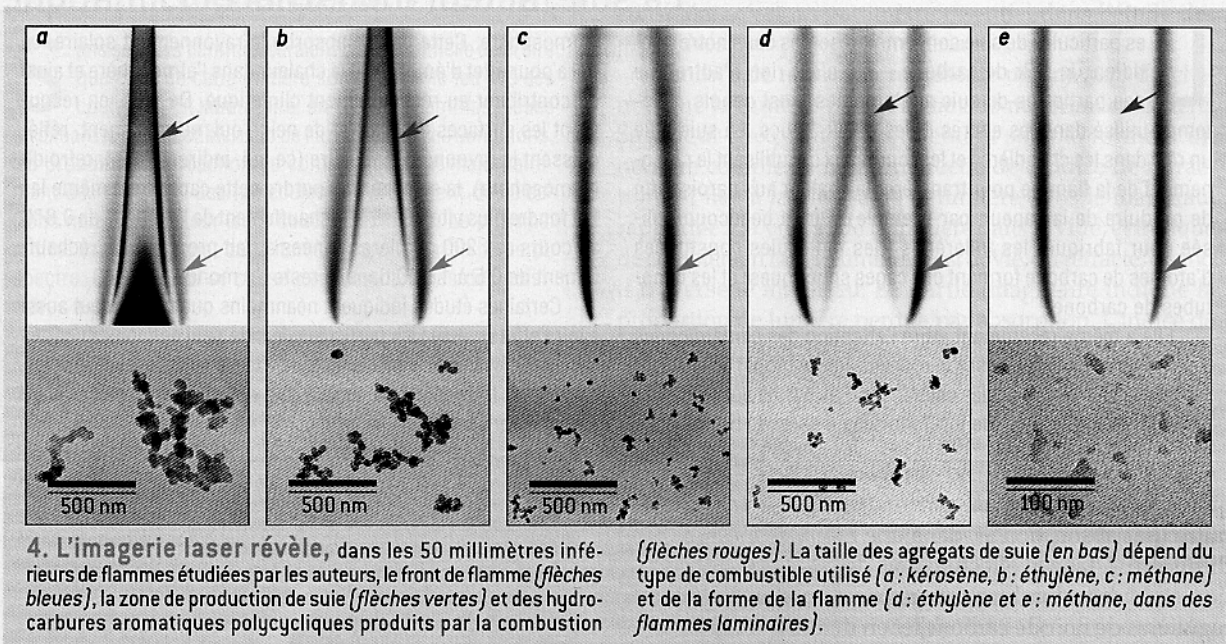 a
b
c
d
e
500 nm
500 nm
500 nm
500 nm
100 nm
4. L'imagerie laser révèle, dans les 50 millimètres infé-
rieurs de flammes étudiées par les auteurs, le front de flamme (flèches
bleues), la zone de production de suie (flèches vertes) et des hydro-
carbures aromatiques polycycliques produits par la combustion
(flèches rouges). La taille des agrégats de suie (en bas) dépend du
type de combustible utilisé (a : kérosène, b : éthylène, c : méthane)
et de la forme de la flamme (d : éthylène et e : méthane, dans des
flammes laminaires).